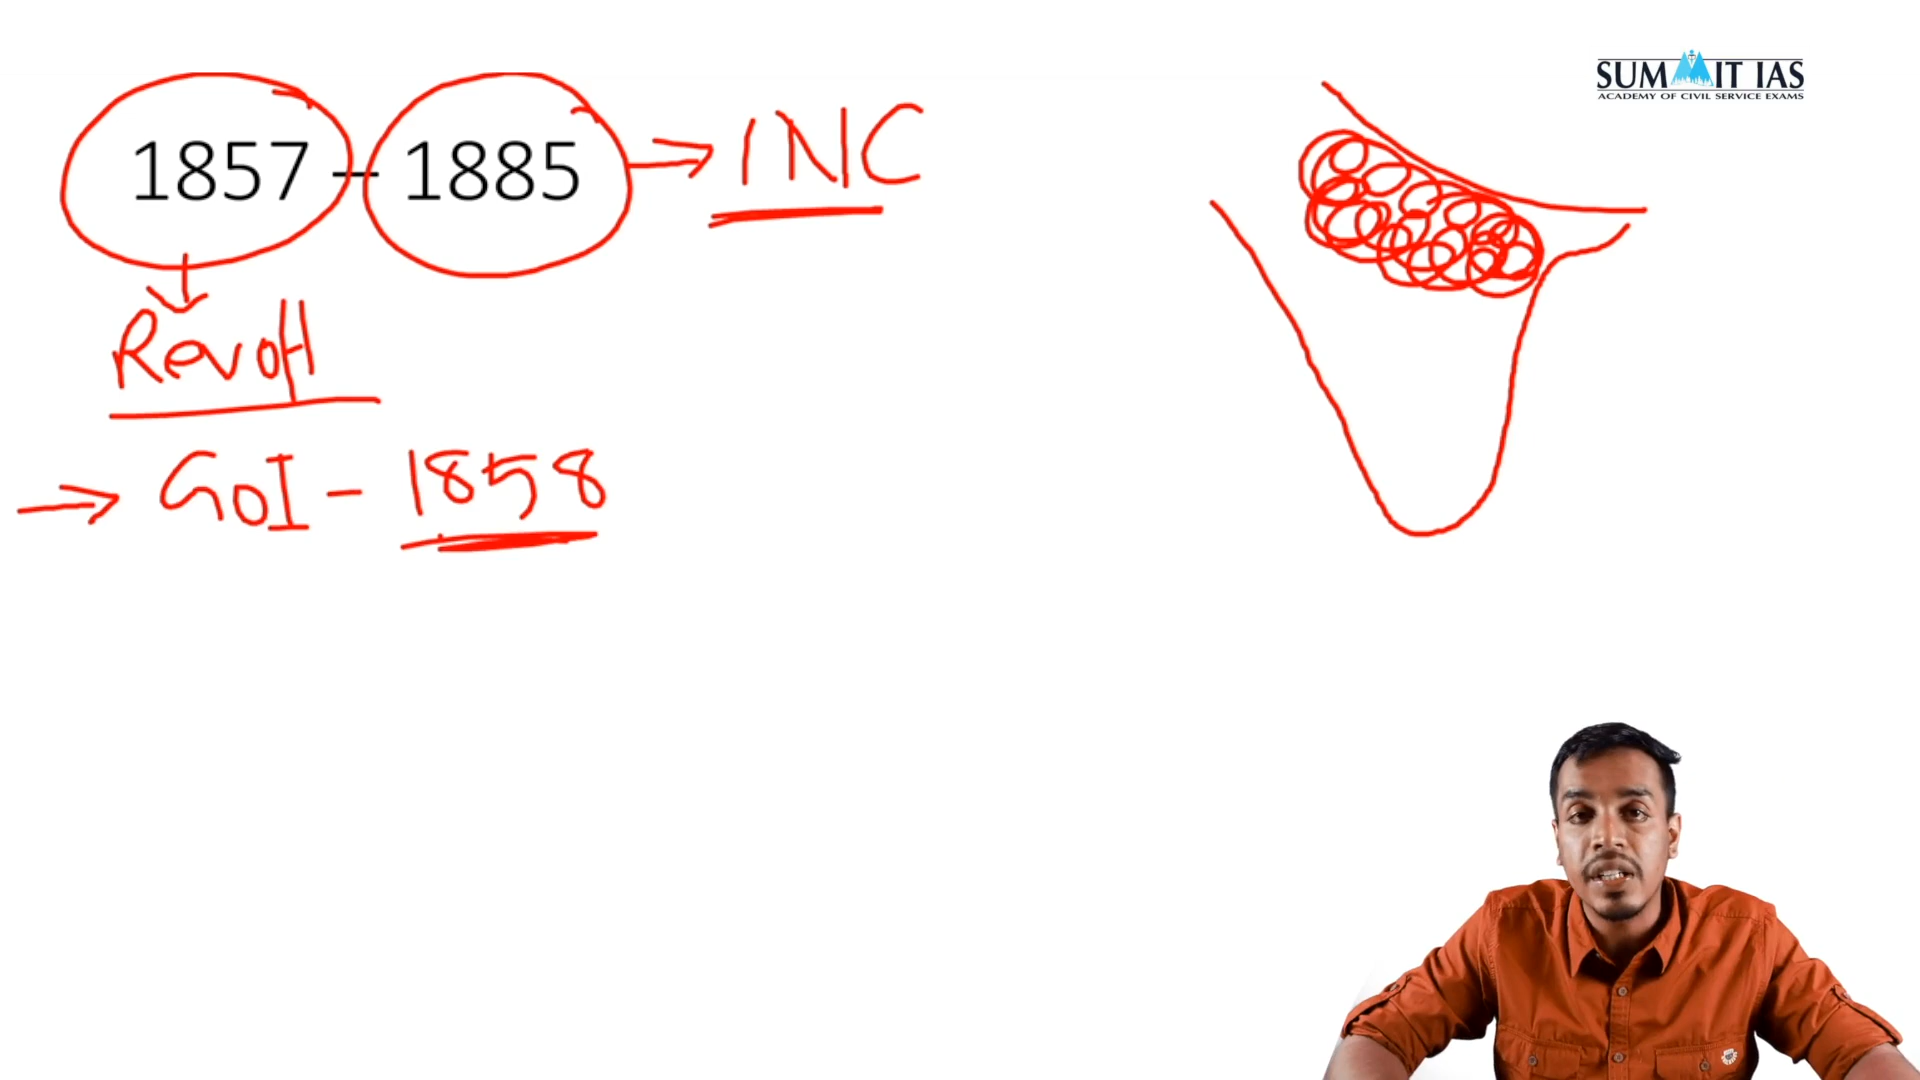 SUMMIT IAS
ACADEMY OF CIVIL SERVICE EXAMS
1857 – 1885 → INC
Revolt
→ GOI - 1858